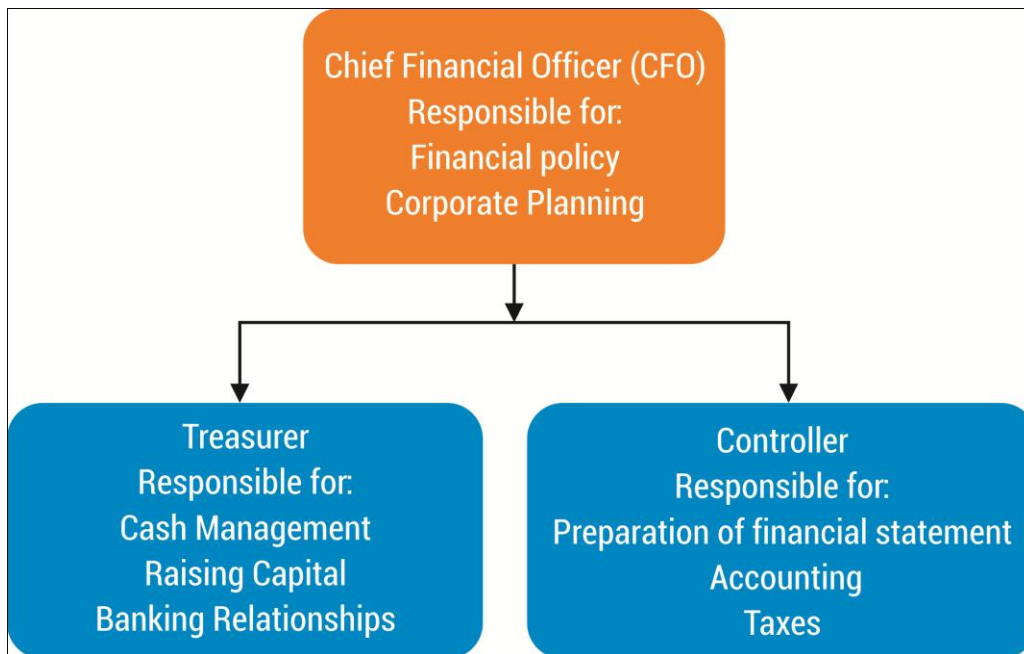 Chief Financial Officer (CFO)
Responsible for:
Financial policy
Corporate Planning
Treasurer
Responsible for:
Cash Management
Raising Capital
Banking Relationships
Controller
Responsible for:
Preparation of financial statement
Accounting
Taxes